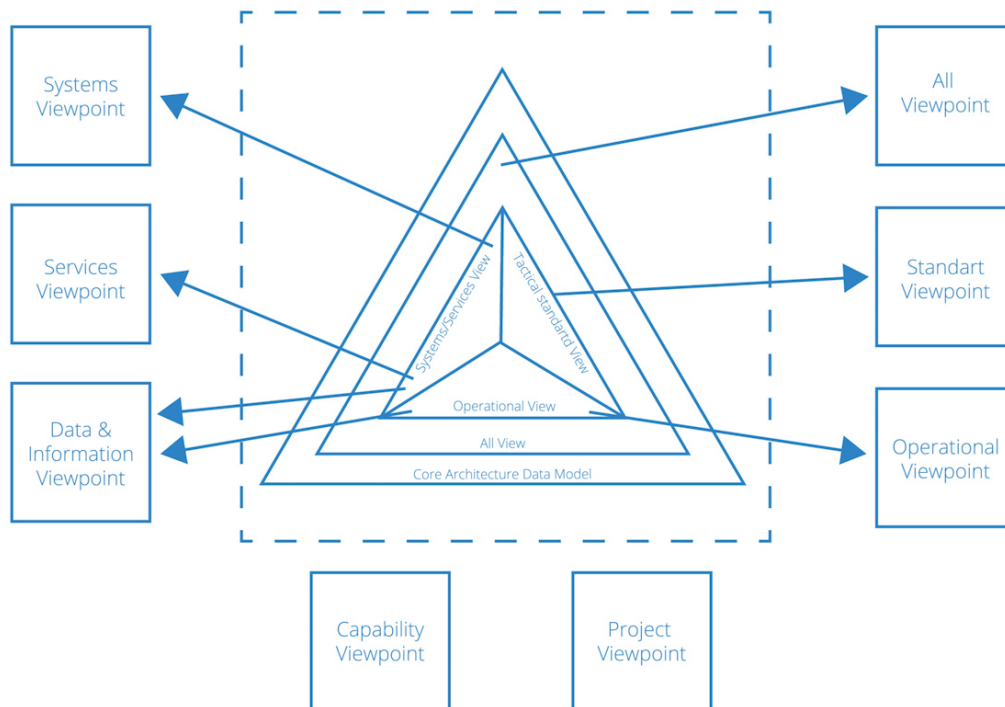 Systems
Viewpoint
Services
Viewpoint
Data &
Information
Viewpoint
Systems/Services View
Tactical standartd View
Operational View
All View
Core Architecture Data Model
All
Viewpoint
Standart
Viewpoint
Operational
Viewpoint
Capability
Viewpoint
Project
Viewpoint